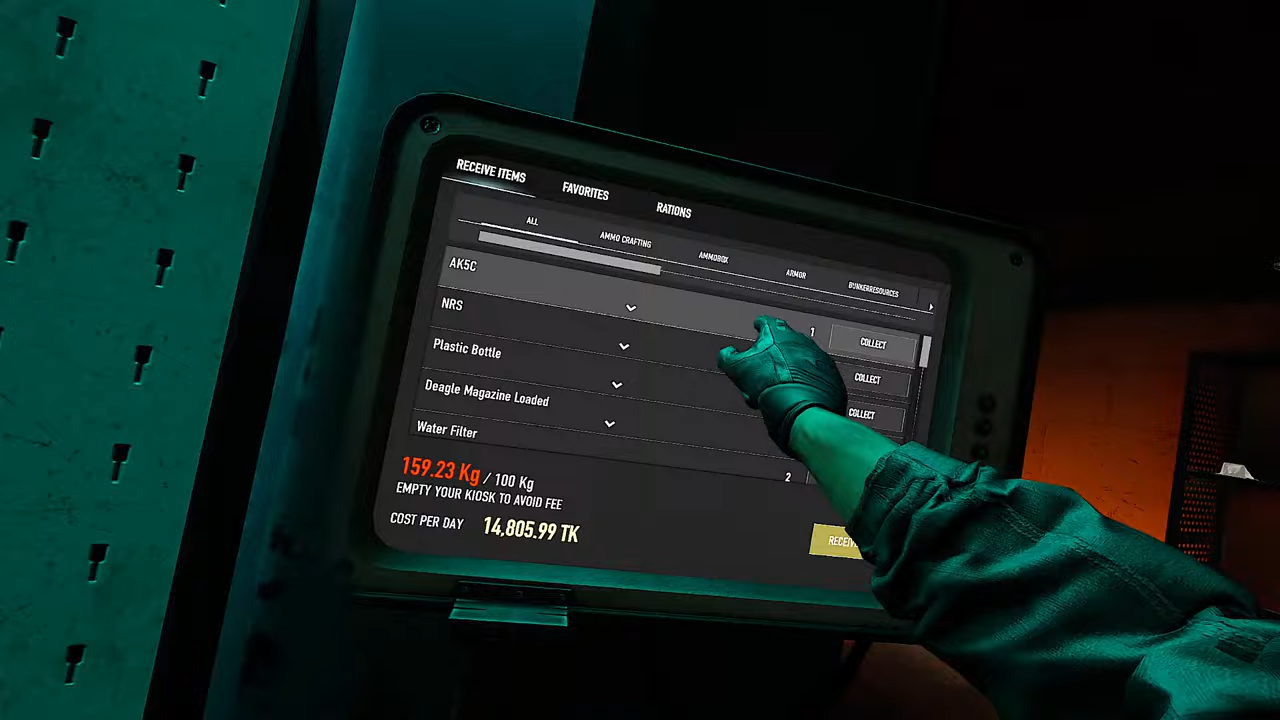 RECEIVE ITEMS
FAVORITES
RATIONS
ALL
AMMO CRAFTING
AMMOBOX
ARMOR
BUNKERRESOURCES
AK5C
1
COLLECT
NRS
COLLECT
Plastic Bottle
COLLECT
Deagle Magazine Loaded
Water Filter
2
159.23 Kg / 100 Kg
EMPTY YOUR KIOSK TO AVOID FEE
COST PER DAY 14,805.99 TK